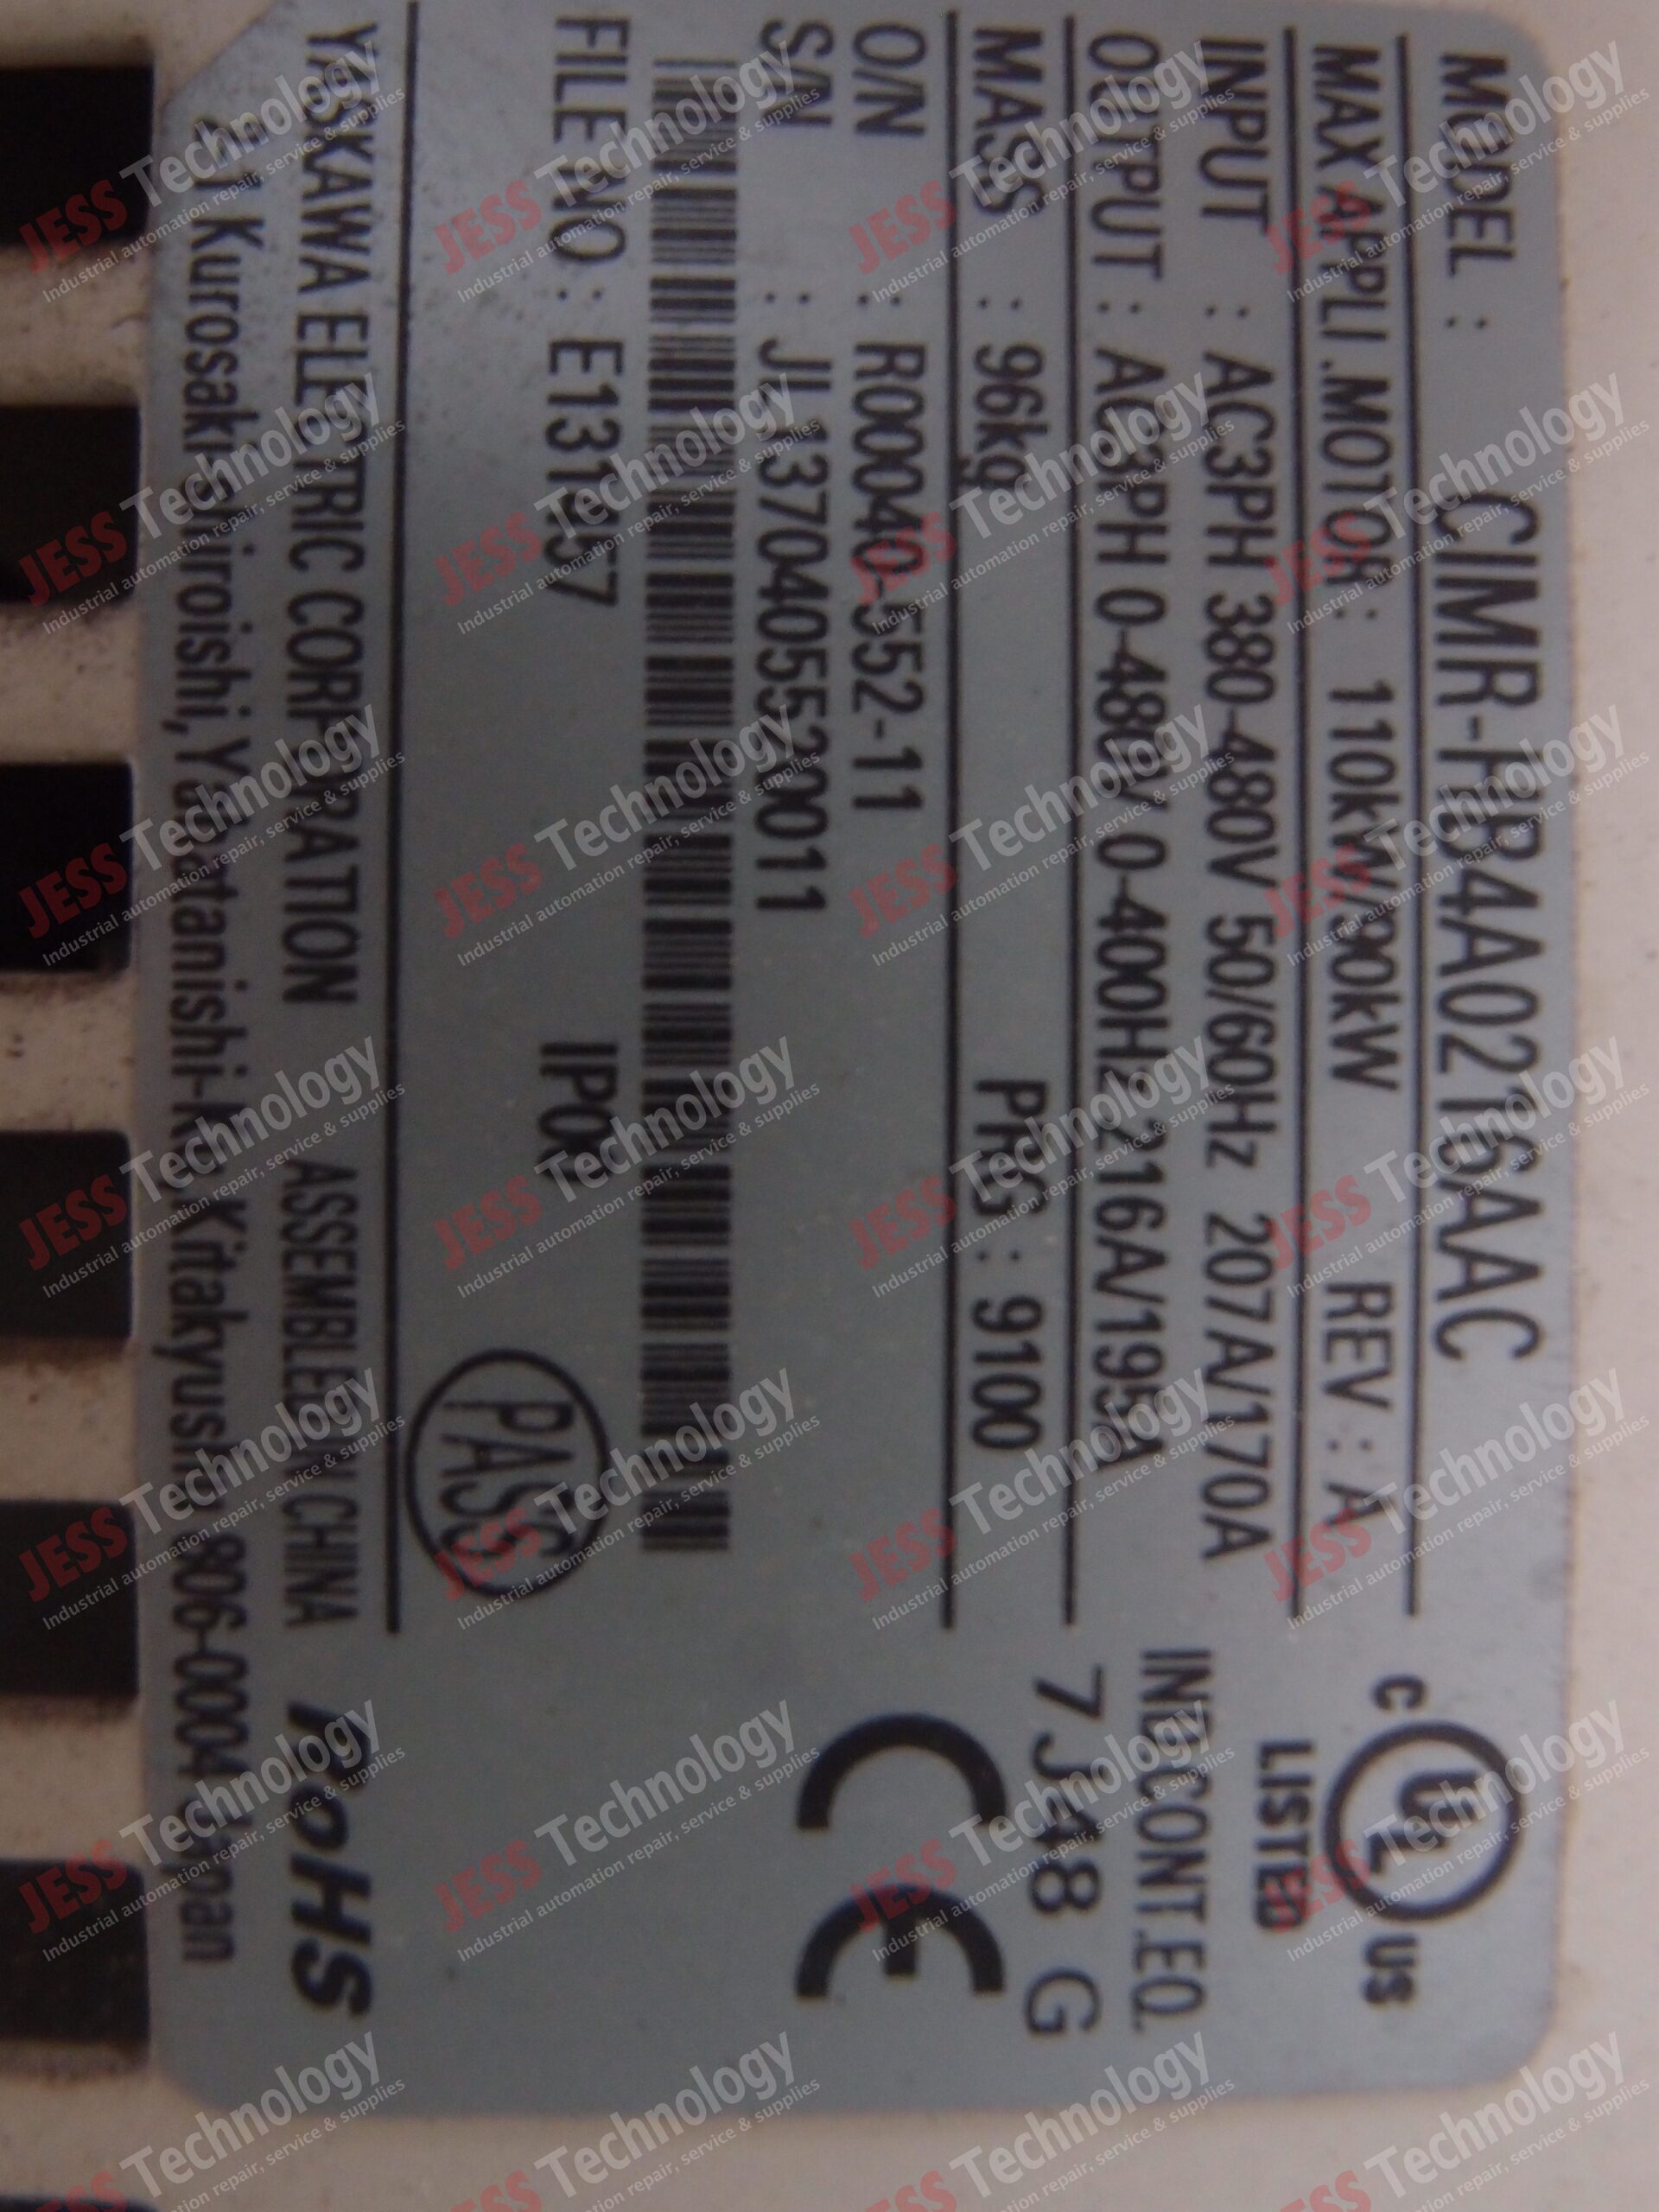 MODEL : CIMR-HB4A0216AAC
MAX APPLI .MOTOR : 110kW/90kW REV : A
INPUT : AC3PH 380-480V 50/60Hz 207A/170A
OUTPUT : AC3PH 0-480V 0-400Hz 216A/195A
MASS : 96kg PRG : 9100
O/N : R00040-552-11
S/N : JL1370405520011
FILE NO : E131457
IP00
PASS
YASKAWA ELECTRIC CORPORATION ASSEMBLED IN CHINA
2-1 Kurosaki-shiroishi,Yahatanishi-Ku,Kitakyushu 806-0004 Japan
C UL US
LISTED
IND.CONT.EQ.
7J48 G
CE
RoHS
JESS Technology
Industrial automation repair, service & supplies